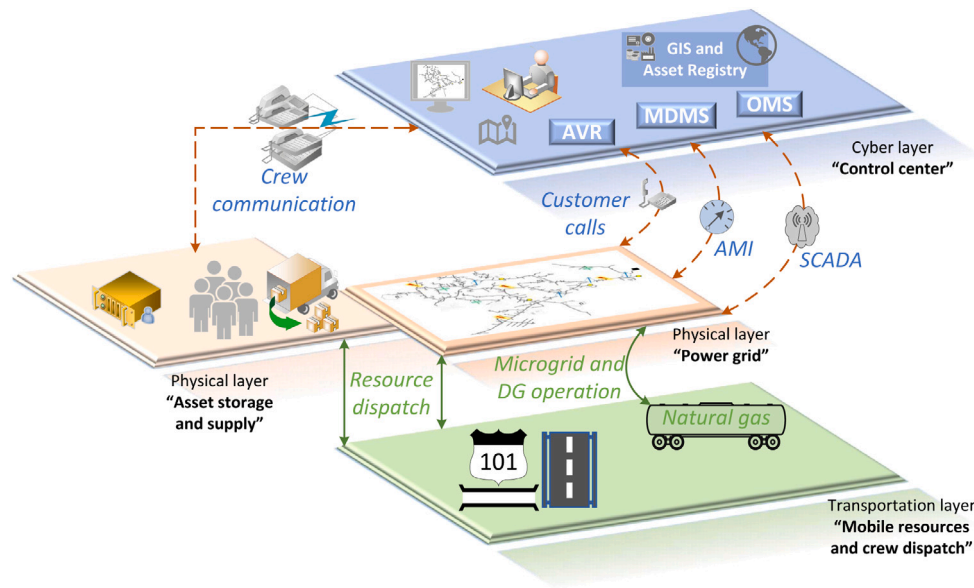 GIS and
Asset Registry
AVR
MDMS
OMS
Cyber layer
“Control center”
Crew
communication
Customer
calls
AMI
SCADA
Physical layer
“Power grid”
Physical layer
“Asset storage
and supply”
Resource
dispatch
Microgrid and
DG operation
Natural gas
101
Transportation layer
“Mobile resources
and crew dispatch”